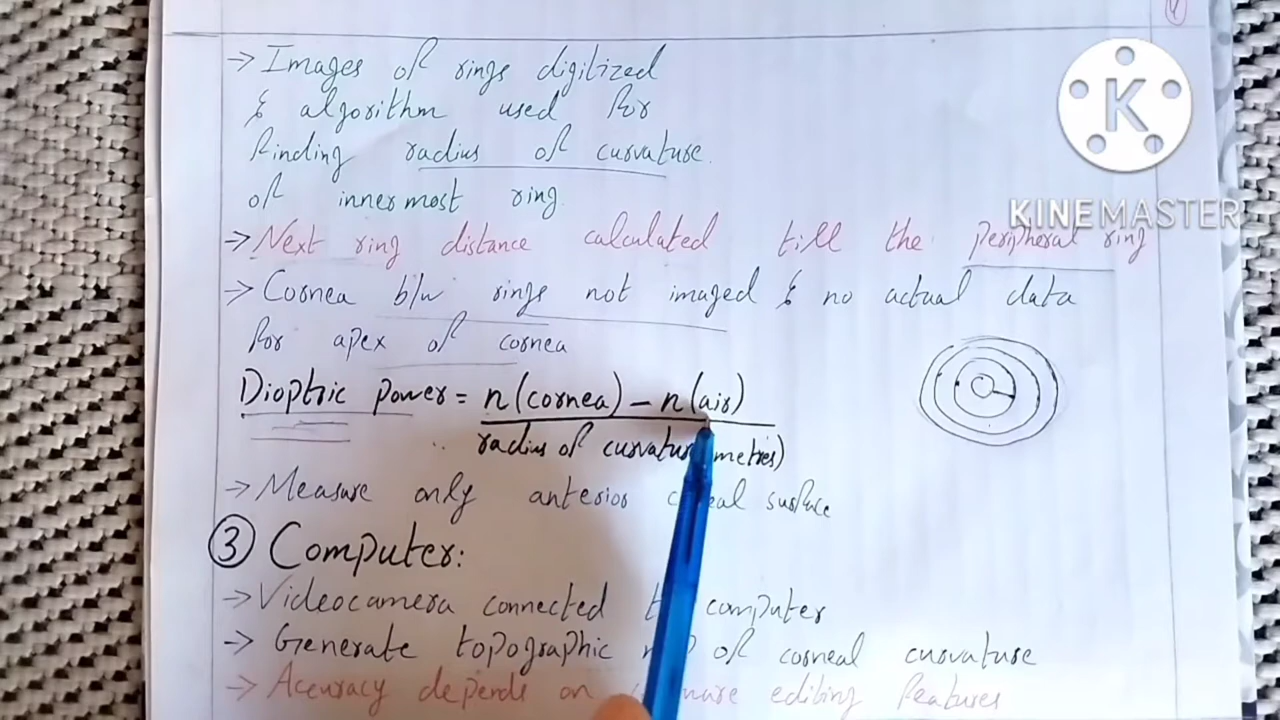 4
→ Images of rings digitized
& algorithm used for
finding radius of curvature.
of innermost ring.
→ Next ring distance calculated till the peripheral ring
→ Cornea b/w rings not imaged & no actual data
for apex of cornea
Dioptric power = n(cornea) – n(air)
radius of curvatur metres)
→ Measure only anterior c eal surface
③ Computer:
→ Videocamera connected t computer
→ Generate topographic m p of corneal curvature
→ Accuracy depends on ware editing features
K
KINEMASTER